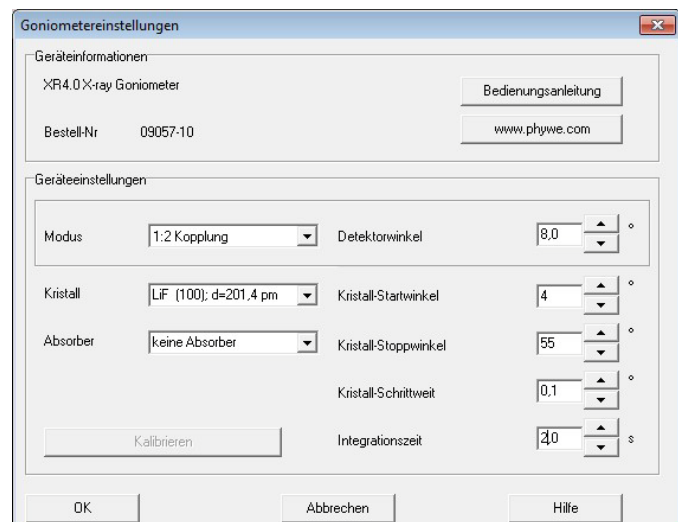 Goniometereinstellungen
Geräteinformationen
XR4.0 X-ray Goniometer
Bedienungsanleitung
Bestell-Nr 09057-10
www.phywe.com
Geräteeinstellungen
Modus 1:2 Kopplung Detektorwinkel 8,0 °
Kristall LiF (100); d=201,4 pm Kristall-Startwinkel 4 °
Absorber keine Absorber Kristall-Stoppwinkel 55 °
Kristall-Schrittweit 0,1 °
Kalibrieren Integrationszeit 2,0 s
OK Abbrechen Hilfe